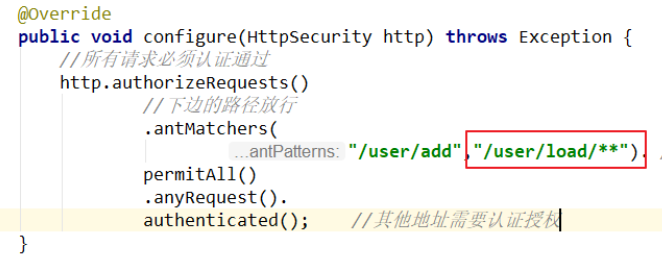 @Override
public void configure(HttpSecurity http) throws Exception {
//所有请求必须认证通过
http.authorizeRequests()
//下边的路径放行
.antMatchers(
...antPatterns: "/user/add","/user/load/**").
permitAll()
.anyRequest().
authenticated(); //其他地址需要认证授权
}